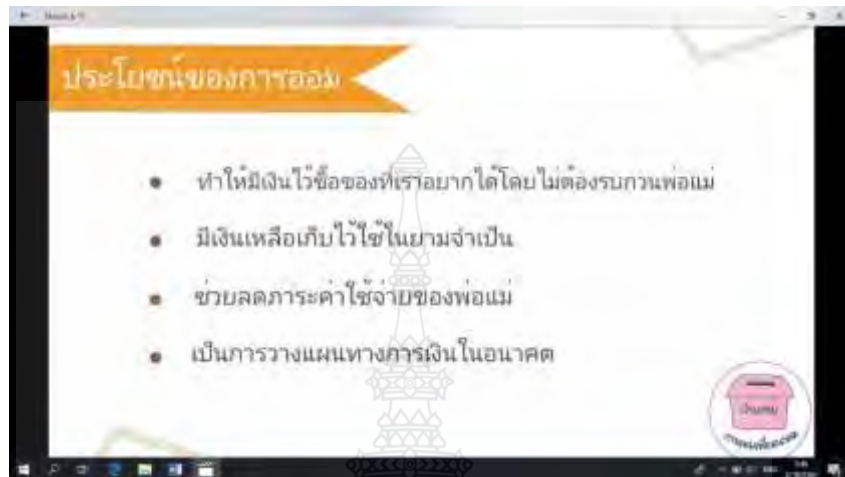 ประโยชน์ของการออม
ทำให้มีเงินไว้ซื้อของที่เราอยากได้โดยไม่ต้องรบกวนพ่อแม่
มีเงินเหลือเก็บไว้ใช้ในยามจำเป็น
ช่วยลดภาระค่าใช้จ่ายของพ่อแม่
เป็นการวางแผนทางการเงินในอนาคต